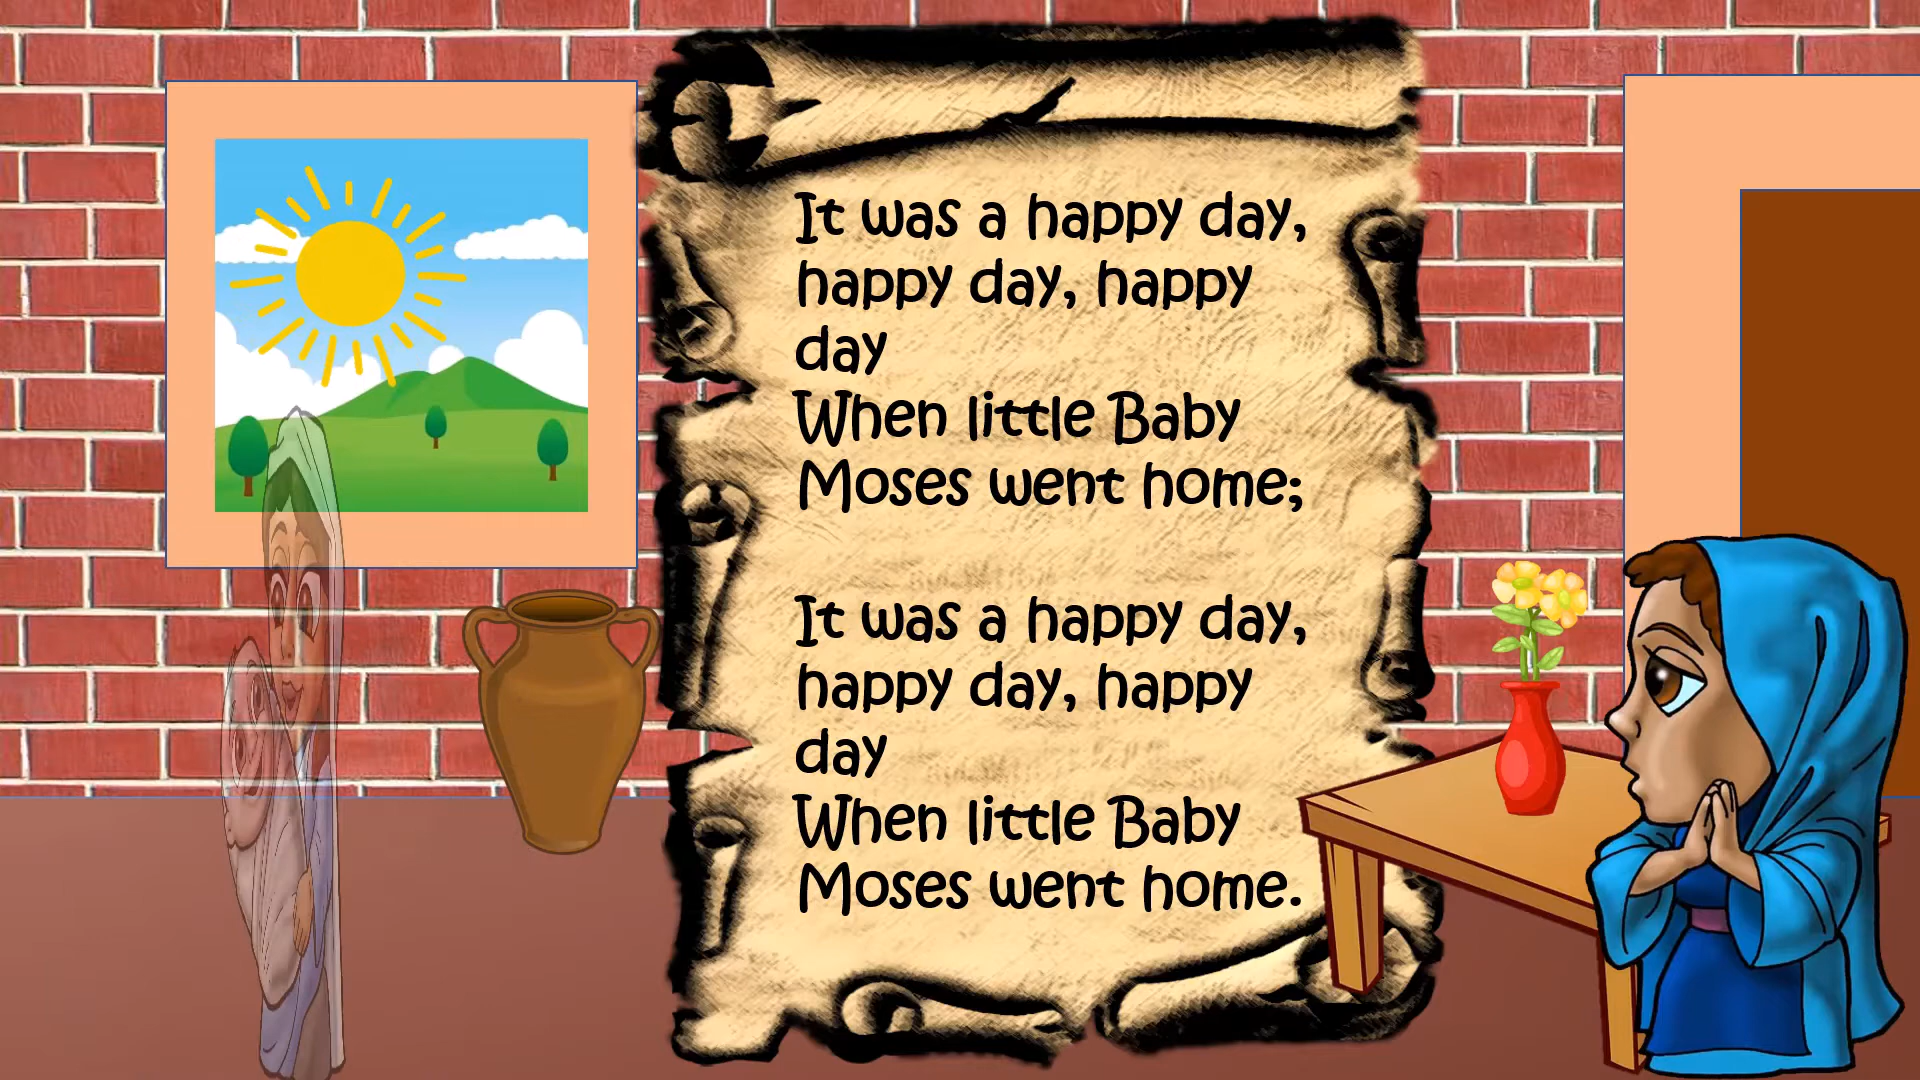 It was a happy day,
happy day, happy
day
When little Baby
Moses went home;
It was a happy day,
happy day, happy
day
When little Baby
Moses went home.